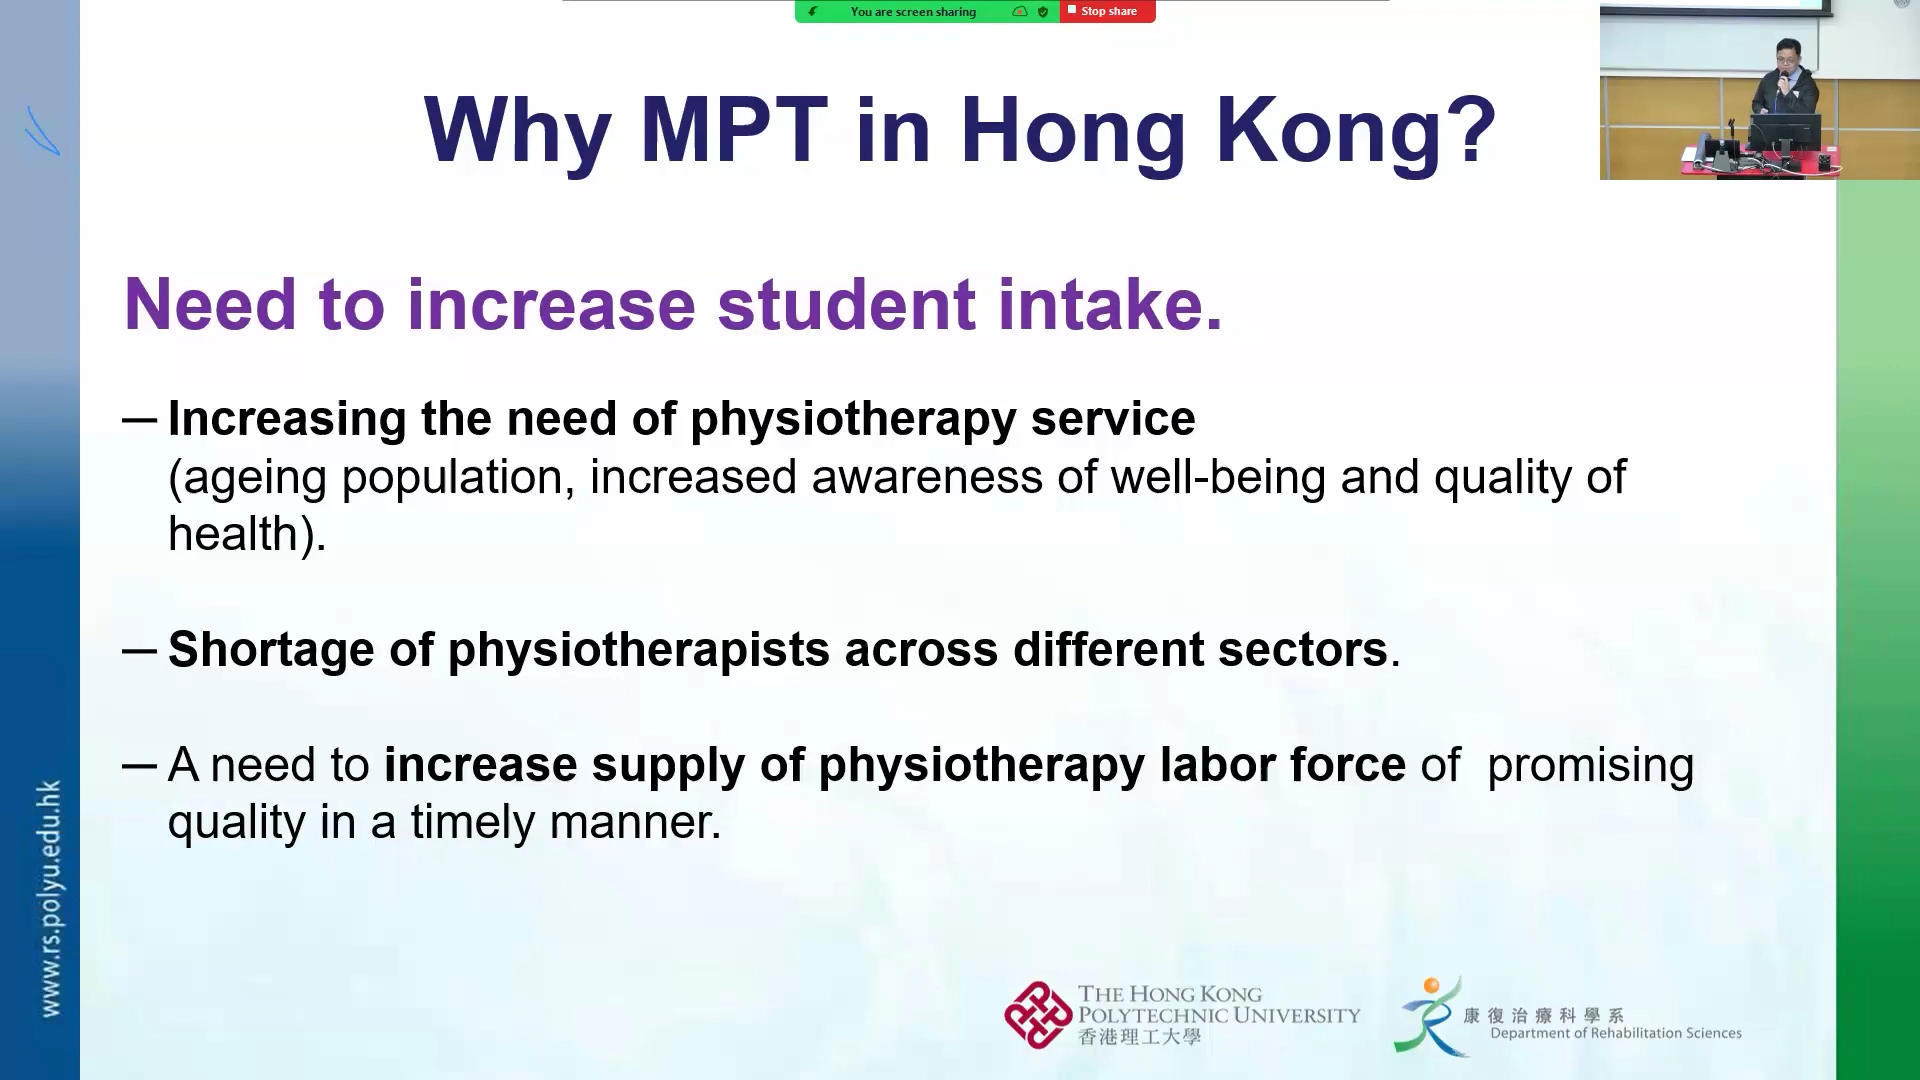 You are screen sharing
Stop share
Why MPT in Hong Kong?
Need to increase student intake.
— Increasing the need of physiotherapy service
(ageing population, increased awareness of well-being and quality of
health).
— Shortage of physiotherapists across different sectors.
— A need to increase supply of physiotherapy labor force of promising
quality in a timely manner.
www.rs.polyu.edu.hk
THE HONG KONG
POLYTECHNIC UNIVERSITY
香港理工大學
康復治療科學系
Department of Rehabilitation Sciences